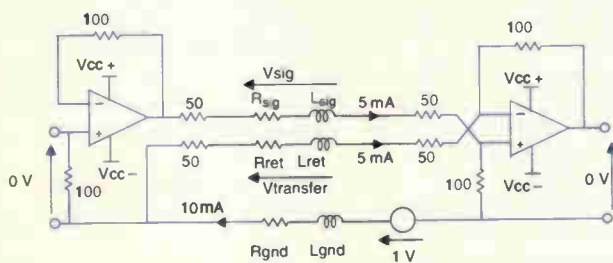 100
100
Vcc +
Vcc +
Vsig
50
Rsig
Lsig
5 mA
50
−
+
−
+
0 V
100
Vcc −
50
Rret
Lret
5 mA
50
100
Vcc −
0 V
Vtransfer
10mA
Rgnd
Lgnd
1 V